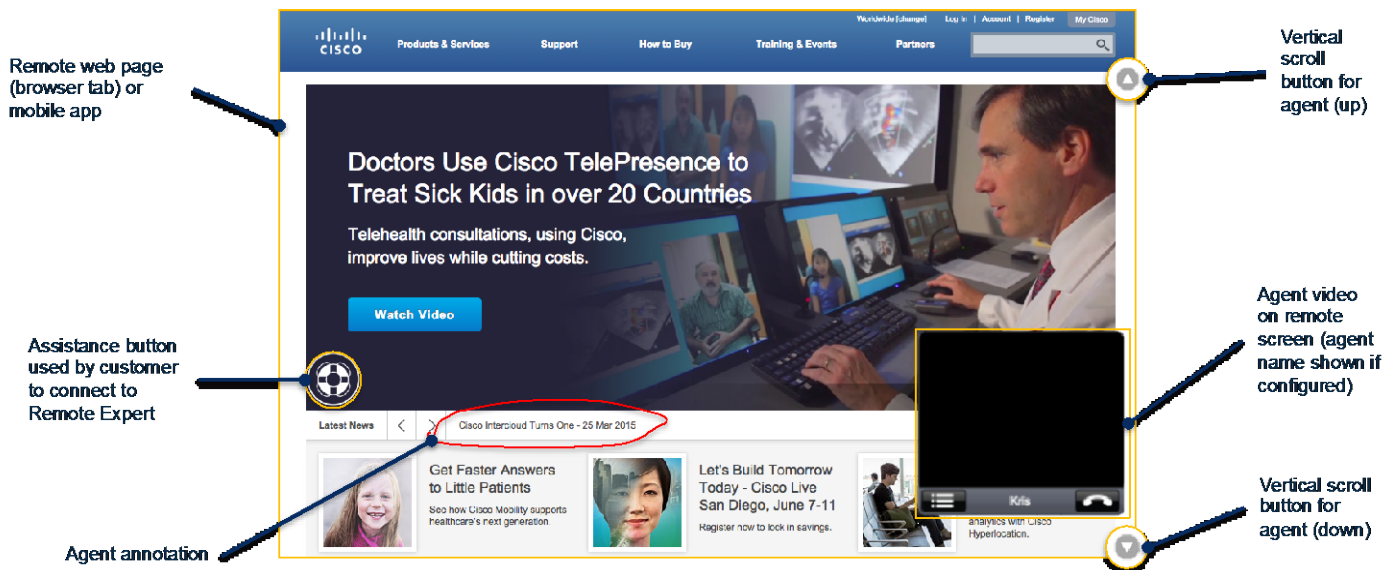 Worldwide [change] Log In | Account | Register My Cisco
CISCO
Products & Services Support How to Buy Training & Events Partners
Remote web page
(browser tab) or
mobile app
Vertical
scroll
button for
agent (up)
Doctors Use Cisco TelePresence to
Treat Sick Kids in over 20 Countries
Telehealth consultations, using Cisco,
improve lives while cutting costs.
Watch Video
Assistance button
used by customer
to connect to
Remote Expert
Agent video
on remote
screen (agent
name shown if
configured)
Latest News Cisco Intercloud Turns One - 25 Mar 2015
Get Faster Answers
to Little Patients
See how Cisco Mobility supports
healthcare's next generation.
Let's Build Tomorrow
Today - Cisco Live
San Diego, June 7-11
Register now to lock in savings.
Kris
analytics with Cisco
Hyperlocation.
Agent annotation
Vertical scroll
button for
agent (down)